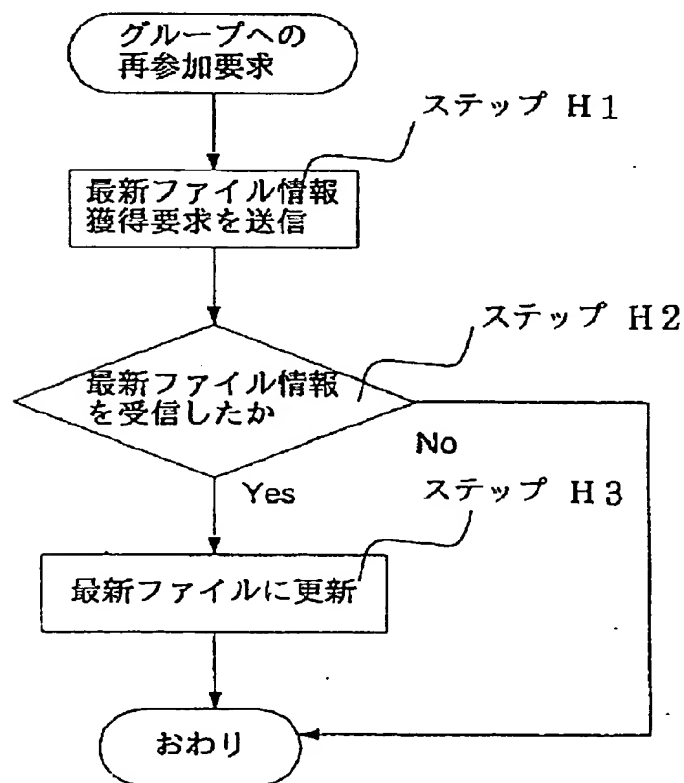 グループへの
再参加要求
ステップ H1
最新ファイル情報
獲得要求を送信
ステップ H2
最新ファイル情報
を受信したか
No
Yes
ステップ H3
最新ファイルに更新
おわり